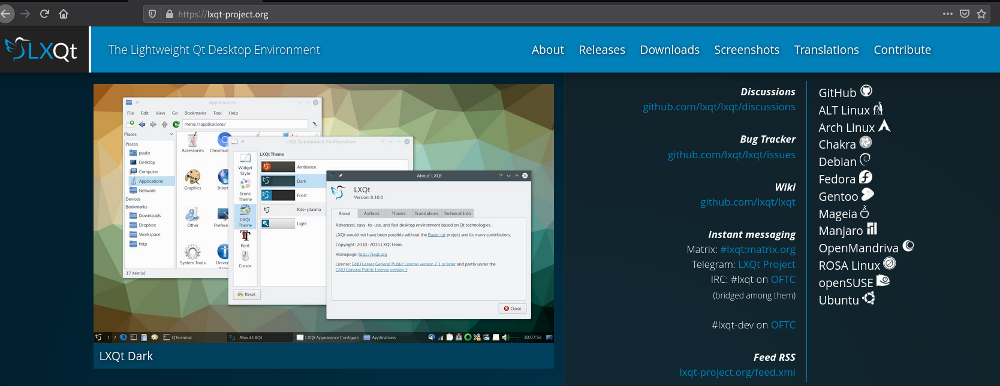 https://lxqt-project.org
LXQt
The Lightweight Qt Desktop Environment
About Releases Downloads Screenshots Translations Contribute
Applications
File Edit View Go Bookmarks Tool Help
menu://applications/
Places
Places
paulo
Desktop
Computer
Applications
Network
Devices
Bookmarks
Downloads
Dropbox
Workspace
http
17 item(s)
Accessories
Chromium
Graphics
Intern
Other
Prefere
System Tools
Univer
LXQt Appearance Configuration
Widget
Style
Icons
Theme
LXQt
Theme
Font
Cursor
LXQt Theme
Ambiance
Dark
Frost
Kde-plasma
Light
Reset
About LXQt
LXQt
Version: 0.10.0
About Authors Thanks Translations Technical Info
Advanced, easy-to-use, and fast desktop environment based on Qt technologies.
LXQt would not have been possible without the Razor-qt project and its many contributors.
Copyright: 2010-2015 LXQt team
Homepage: http://lxqt.org
License: GNU Lesser General Public License version 2.1 or later and partly under the
GNU General Public License version 2
Close
1 2 QTerminal About LXQt LXQt Appearance Configura Applications 10:07:56
LXQt Dark
Discussions
github.com/lxqt/lxqt/discussions
Bug Tracker
github.com/lxqt/lxqt/issues
Wiki
github.com/lxqt/lxqt
Instant messaging
Matrix: #lxqt:matrix.org
Telegram: LXQt Project
IRC: #lxqt on OFTC
(bridged among them)
#lxqt-dev on OFTC
Feed RSS
lxqt-project.org/feed.xml
GitHub
ALT Linux
Arch Linux
Chakra
Debian
Fedora
Gentoo
Mageia
Manjaro
OpenMandriva
ROSA Linux
openSUSE
Ubuntu